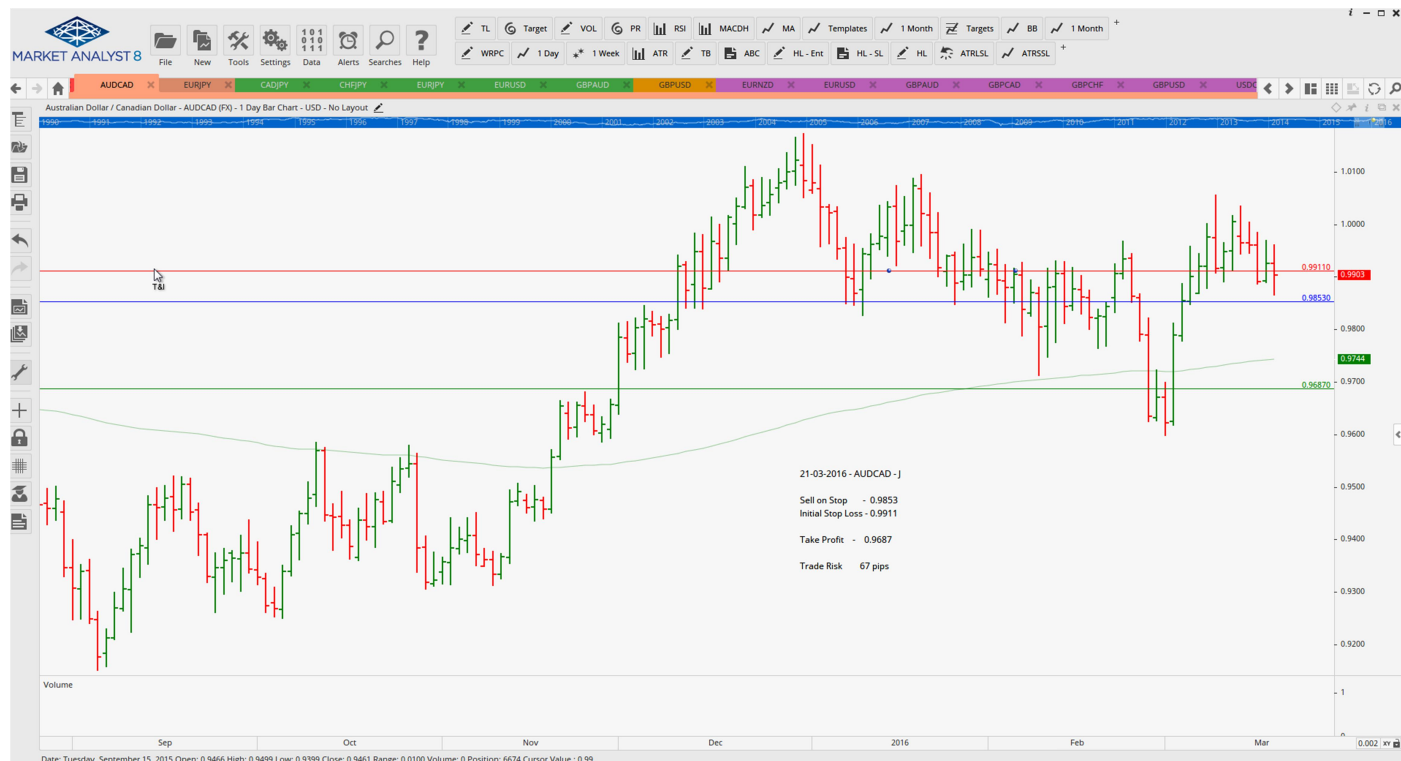 MARKET ANALYST 8
File New Tools Settings Data Alerts Searches Help
TL Target VOL PR RSI MACDH MA Templates 1 Month Targets BB 1 Month +
WRPC 1 Day 1 Week ATR TB ABC HL - Ent HL - SL HL ATRLSL ATRSSL +
AUDCAD EURJPY CADJPY CHFJPY EURJPY EURUSD GBPAUD GBPUSD EURNZD EURUSD GBPAUD GBPCAD GBPCHF GBPUSD USDC
Australian Dollar / Canadian Dollar - AUDCAD (FX) - 1 Day Bar Chart - USD - No Layout
1990 1991 1992 1993 1994 1995 1996 1997 1998 1999 2000 2001 2002 2003 2004 2005 2006 2007 2008 2009 2010 2011 2012 2013 2014 2015 2016
1.0100
1.0000
0.99110
0.9903
0.98530
0.9800
0.9744
0.9700
0.96870
0.9600
0.9500
0.9400
0.9300
0.9200
T&I
21-03-2016 - AUDCAD - J
Sell on Stop - 0.9853
Initial Stop Loss - 0.9911
Take Profit - 0.9687
Trade Risk 67 pips
Volume
1
Sep Oct Nov Dec 2016 Feb Mar
0.002 XY
Date: Tuesday, September 15, 2015 Open: 0.9466 High: 0.9499 Low: 0.9399 Close: 0.9461 Range: 0.0100 Volume: 0 Position: 6674 Cursor Value : 0.99